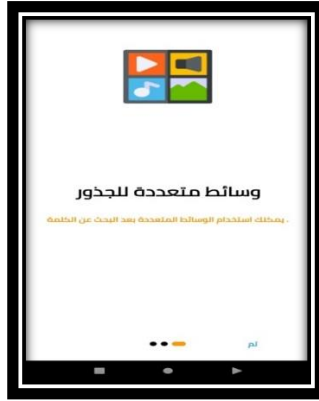 وسائط متعددة للجذور
. يمكنك استخدام الوسائط المتعددة بعد البحث عن الكلمة
تم